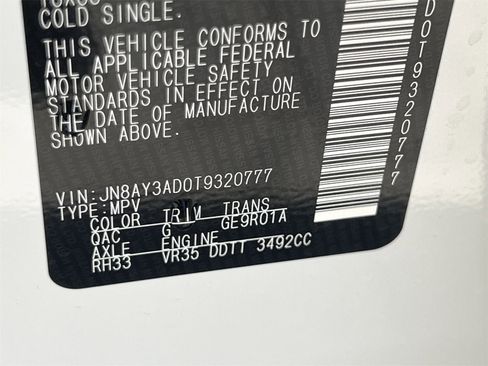 COLD SINGLE.
THIS VEHICLE CONFORMS TO
ALL APPLICABLE FEDERAL
MOTOR VEHICLE SAFETY
STANDARDS IN EFFECT ON
THE DATE OF MANUFACTURE
SHOWN ABOVE.
VIN:JN8AY3AD0T9320777
TYPE:MPV
COLOR TRIM TRANS
QAC G GE9R01A
AXLE ENGINE
RH33 VR35 DDTT 3492CC
D0T9320777